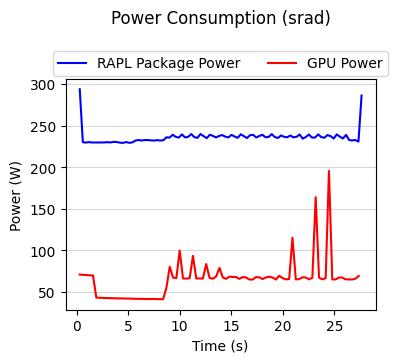 Power Consumption (srad)
RAPL Package Power
GPU Power
300
250
200
150
100
50
Power (W)
0
5
10
15
20
25
Time (s)